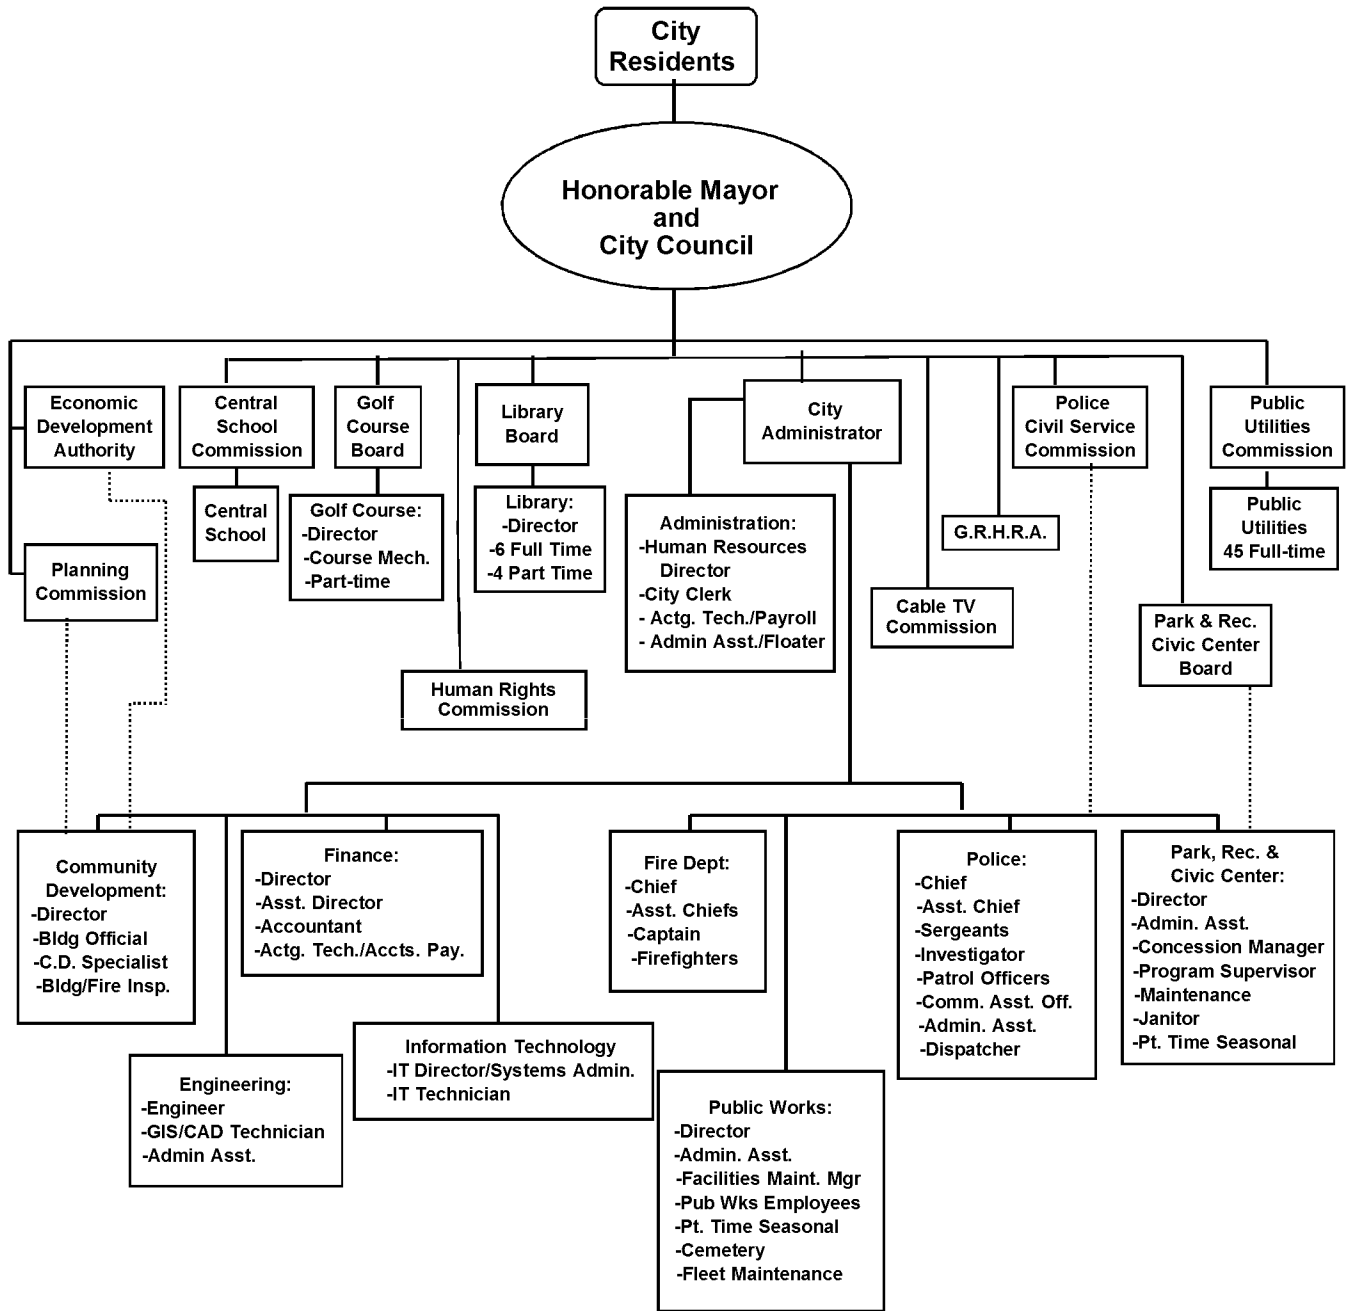 City
Residents
Honorable Mayor
and
City Council
Economic
Development
Authority
Central
School
Commission
Golf
Course
Board
Library
Board
City
Administrator
Police
Civil Service
Commission
Public
Utilities
Commission
Central
School
Golf Course:
-Director
-Course Mech.
-Part-time
Library:
-Director
-6 Full Time
-4 Part Time
Administration:
-Human Resources
Director
-City Clerk
- Actg. Tech./Payroll
- Admin Asst./Floater
G.R.H.R.A.
Public
Utilities
45 Full-time
Planning
Commission
Cable TV
Commission
Park & Rec.
Civic Center
Board
Human Rights
Commission
Community
Development:
-Director
-Bldg Official
-C.D. Specialist
-Bldg/Fire Insp.
Finance:
-Director
-Asst. Director
-Accountant
-Actg. Tech./Accts. Pay.
Fire Dept:
-Chief
-Asst. Chiefs
-Captain
-Firefighters
Police:
-Chief
-Asst. Chief
-Sergeants
-Investigator
-Patrol Officers
-Comm. Asst. Off.
-Admin. Asst.
-Dispatcher
Park, Rec. &
Civic Center:
-Director
-Admin. Asst.
-Concession Manager
-Program Supervisor
-Maintenance
-Janitor
-Pt. Time Seasonal
Engineering:
-Engineer
-GIS/CAD Technician
-Admin Asst.
Information Technology
-IT Director/Systems Admin.
-IT Technician
Public Works:
-Director
-Admin. Asst.
-Facilities Maint. Mgr
-Pub Wks Employees
-Pt. Time Seasonal
-Cemetery
-Fleet Maintenance